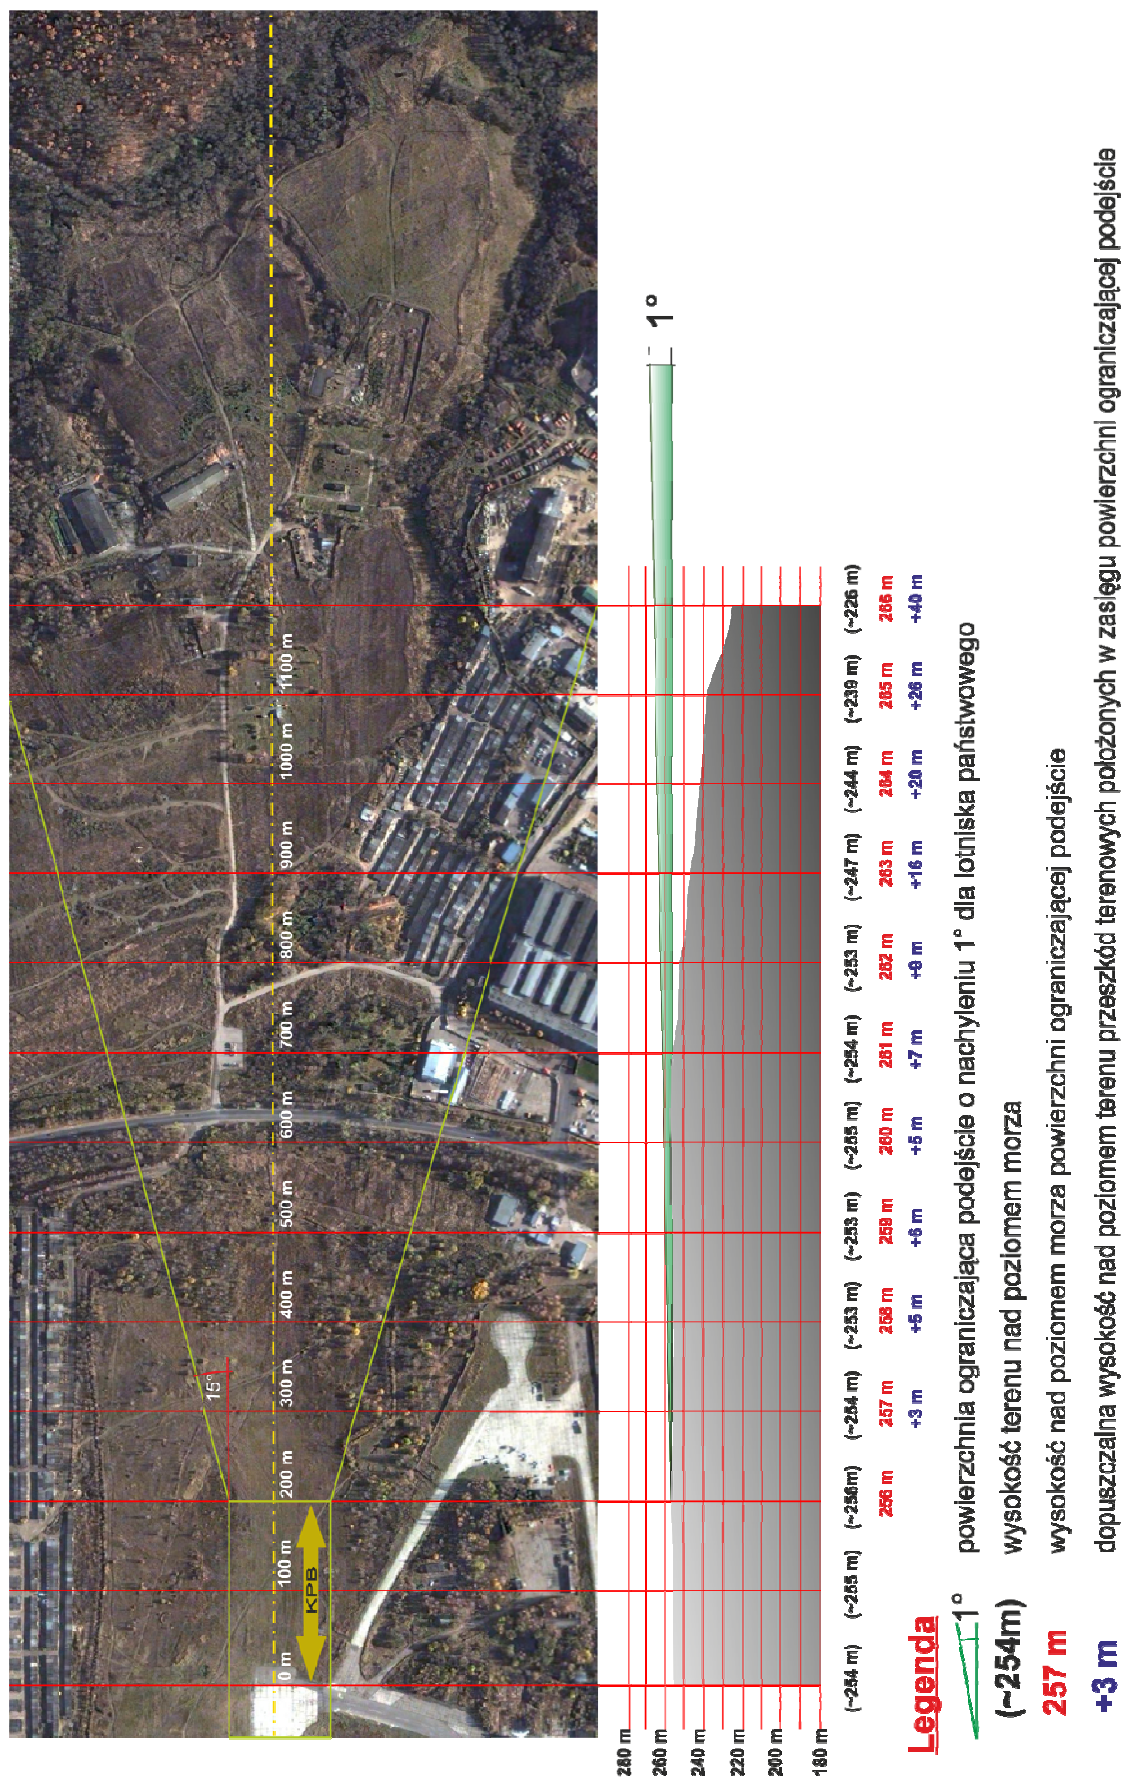 15°
KPB
0 m 100 m 200 m 300 m 400 m 500 m 600 m 700 m 800 m 900 m 1000 m 1100 m
1°
280 m
260 m
240 m
220 m
200 m
180 m
(~254 m) (~255 m) (~256m) (~254 m) (~253 m) (~253 m) (~255 m) (~254 m) (~253 m) (~247 m) (~244 m) (~239 m) (~226 m)
256 m 257 m 258 m 259 m 260 m 261 m 262 m 263 m 264 m 265 m 266 m
+3 m +5 m +6 m +5 m +7 m +9 m +16 m +20 m +26 m +40 m
Legenda
1° powierzchnia ograniczająca podejście o nachyleniu 1° dla lotniska państwowego
(~254m) wysokość terenu nad poziomem morza
257 m wysokość nad poziomem morza powierzchni ograniczającej podejście
+3 m dopuszczalna wysokość nad poziomem terenu przeszkód terenowych położonych w zasięgu powierzchni ograniczającej podejście